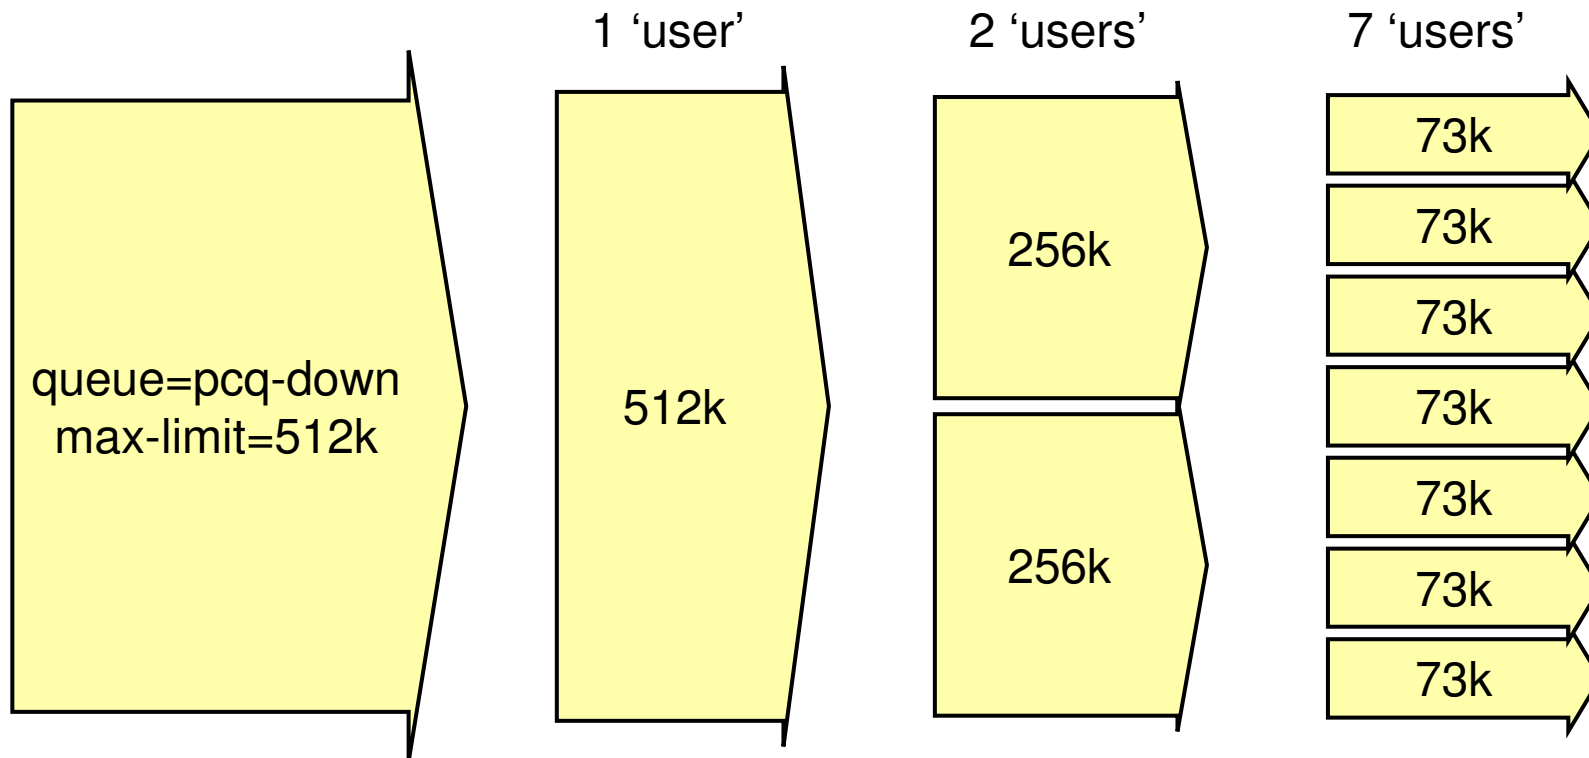 1 ‘user’
2 ‘users’
7 ‘users’
queue=pcq-down
max-limit=512k
512k
256k
256k
73k
73k
73k
73k
73k
73k
73k